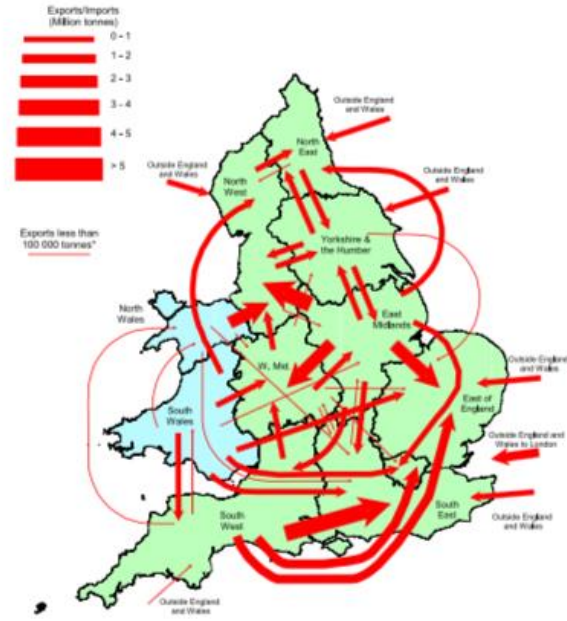 Exports/Imports
(Million tonnes)
0 - 1
1 - 2
2 - 3
3 - 4
4 - 5
> 5
Exports less than
100 000 tonnes*
Outside England
and Wales
North
East
Outside England
and Wales
North
West
Outside England
and Wales
Yorkshire &
the Humber
North
Wales
East
Midlands
W. Mid.
Outside England
and Wales
East of
England
South
Wales
Outside England and
Wales to London
South
West
South
East
Outside England
and Wales
Outside England
and Wales